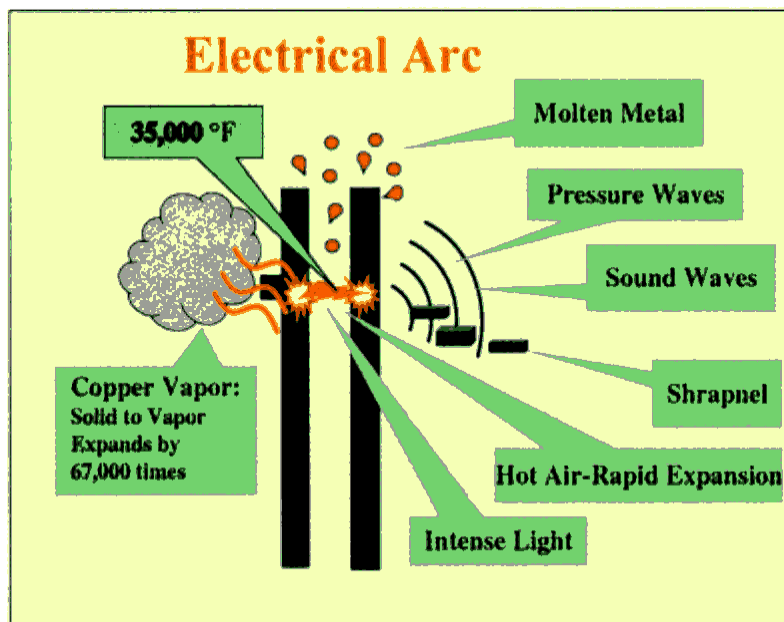 Electrical Arc
35,000 °F
Molten Metal
Pressure Waves
Sound Waves
Shrapnel
Copper Vapor:
Solid to Vapor
Expands by
67,000 times
Hot Air-Rapid Expansion
Intense Light